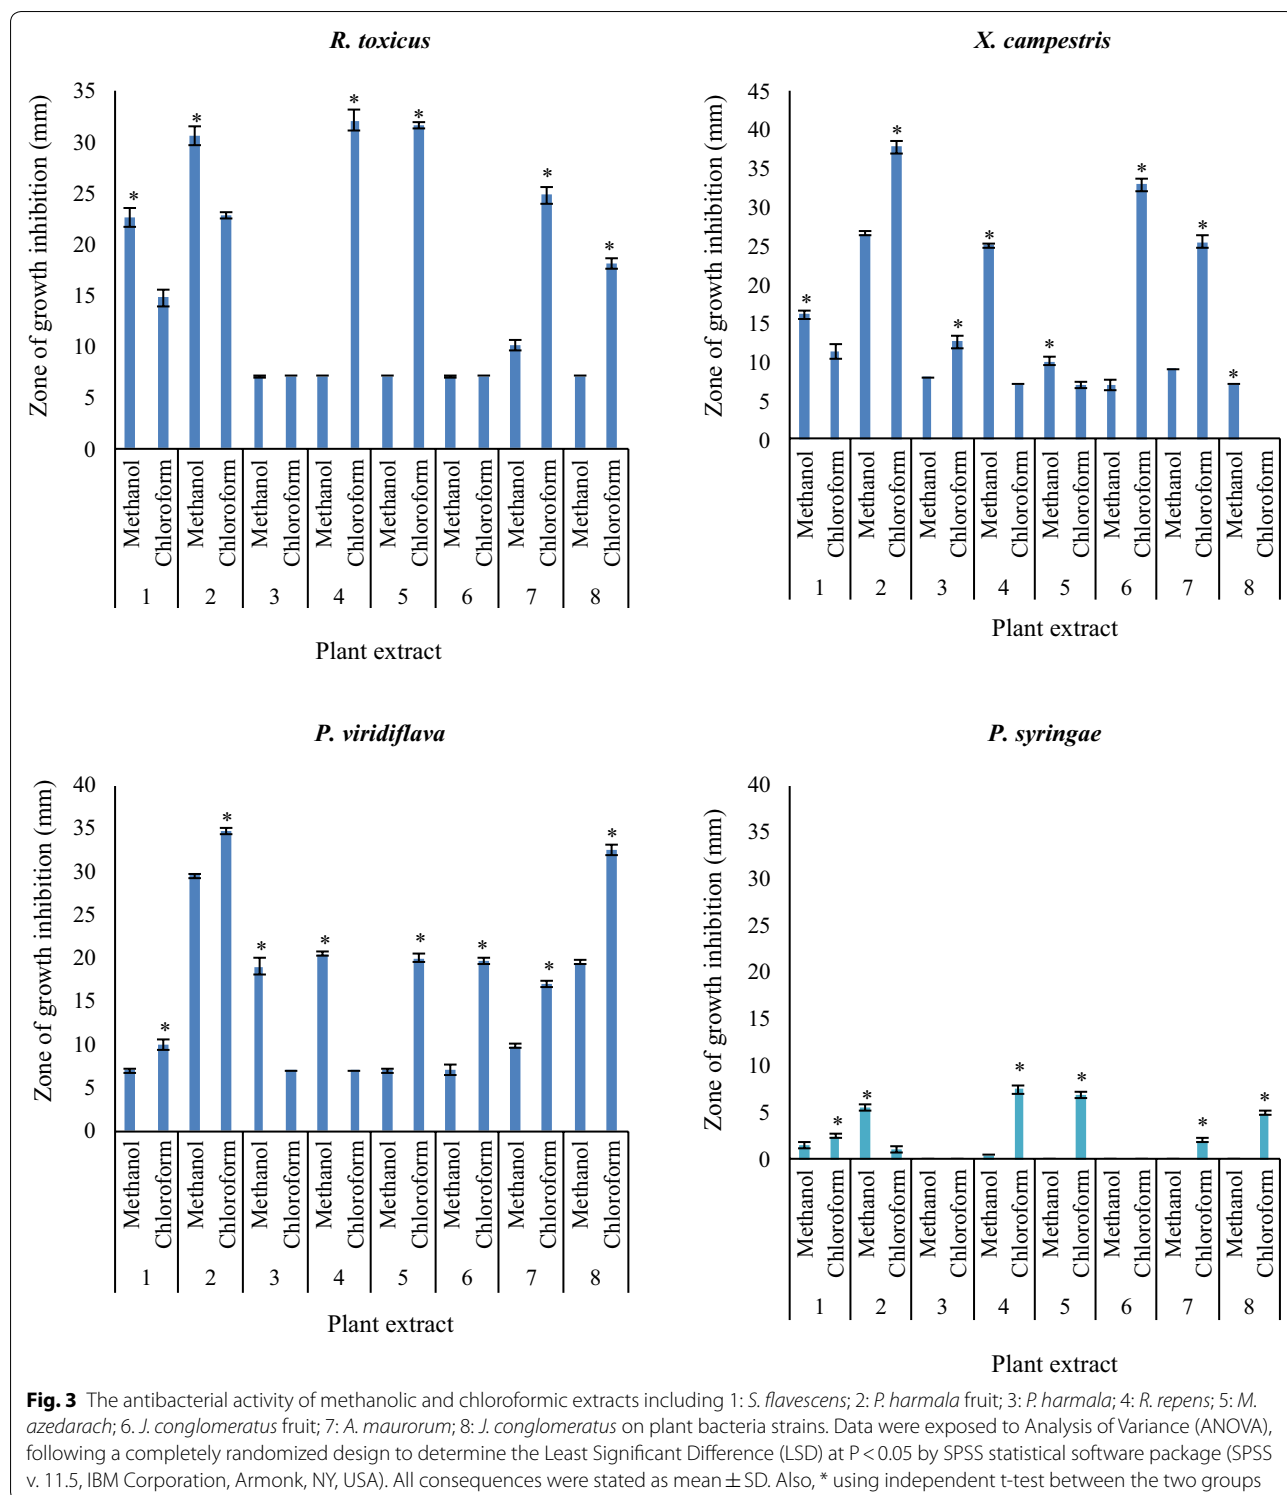 R. toxicus
Zone of growth inhibition (mm)
35
30
25
20
15
10
5
0
* * * * * *
Methanol Chloroform Methanol Chloroform Methanol Chloroform Methanol Chloroform Methanol Chloroform Methanol Chloroform Methanol Chloroform Methanol Chloroform
1 2 3 4 5 6 7 8
Plant extract
X. campestris
Zone of growth inhibition (mm)
45
40
35
30
25
20
15
10
5
0
* * * * * * * *
Methanol Chloroform Methanol Chloroform Methanol Chloroform Methanol Chloroform Methanol Chloroform Methanol Chloroform Methanol Chloroform Methanol Chloroform
1 2 3 4 5 6 7 8
Plant extract
P. viridiflava
Zone of growth inhibition (mm)
40
35
30
25
20
15
10
5
0
* * * * * * * *
Methanol Chloroform Methanol Chloroform Methanol Chloroform Methanol Chloroform Methanol Chloroform Methanol Chloroform Methanol Chloroform Methanol Chloroform
1 2 3 4 5 6 7 8
Plant extract
P. syringae
Zone of growth inhibition (mm)
40
35
30
25
20
15
10
5
0
* * * * * *
Methanol Chloroform Methanol Chloroform Methanol Chloroform Methanol Chloroform Methanol Chloroform Methanol Chloroform Methanol Chloroform Methanol Chloroform
1 2 3 4 5 6 7 8
Plant extract
Fig. 3 The antibacterial activity of methanolic and chloroformic extracts including 1: S. flavescens; 2: P. harmala fruit; 3: P. harmala; 4: R. repens; 5: M.
azedarach; 6. J. conglomeratus fruit; 7: A. maurorum; 8: J. conglomeratus on plant bacteria strains. Data were exposed to Analysis of Variance (ANOVA),
following a completely randomized design to determine the Least Significant Difference (LSD) at P < 0.05 by SPSS statistical software package (SPSS
v. 11.5, IBM Corporation, Armonk, NY, USA). All consequences were stated as mean ± SD. Also, * using independent t-test between the two groups